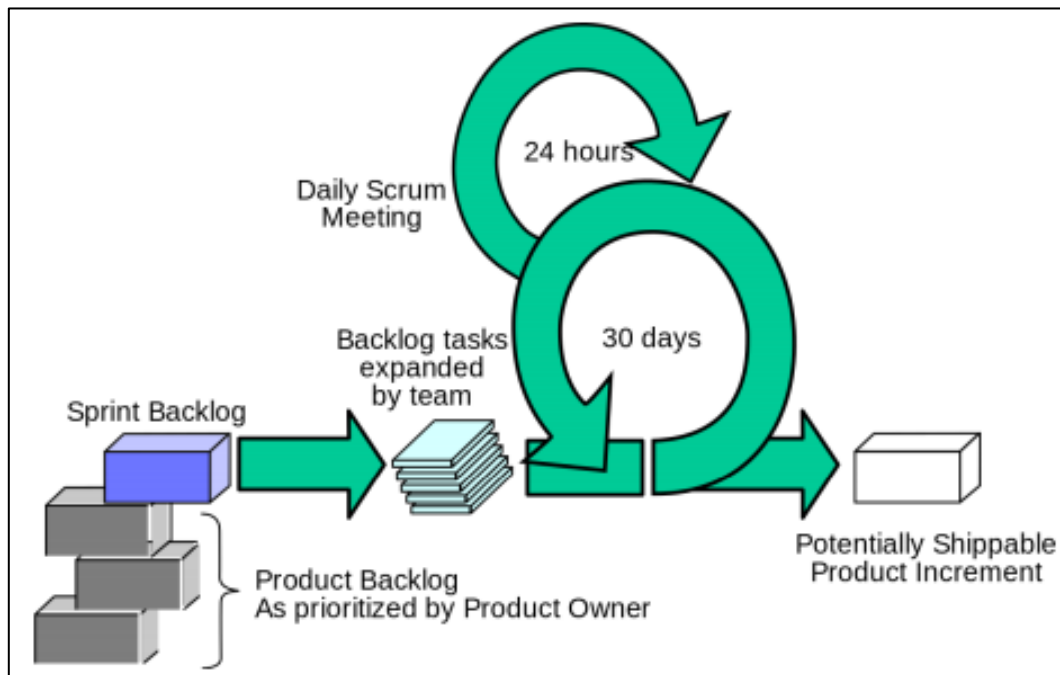 24 hours
Daily Scrum
Meeting
30 days
Backlog tasks
expanded
by team
Sprint Backlog
Potentially Shippable
Product Increment
Product Backlog
As prioritized by Product Owner